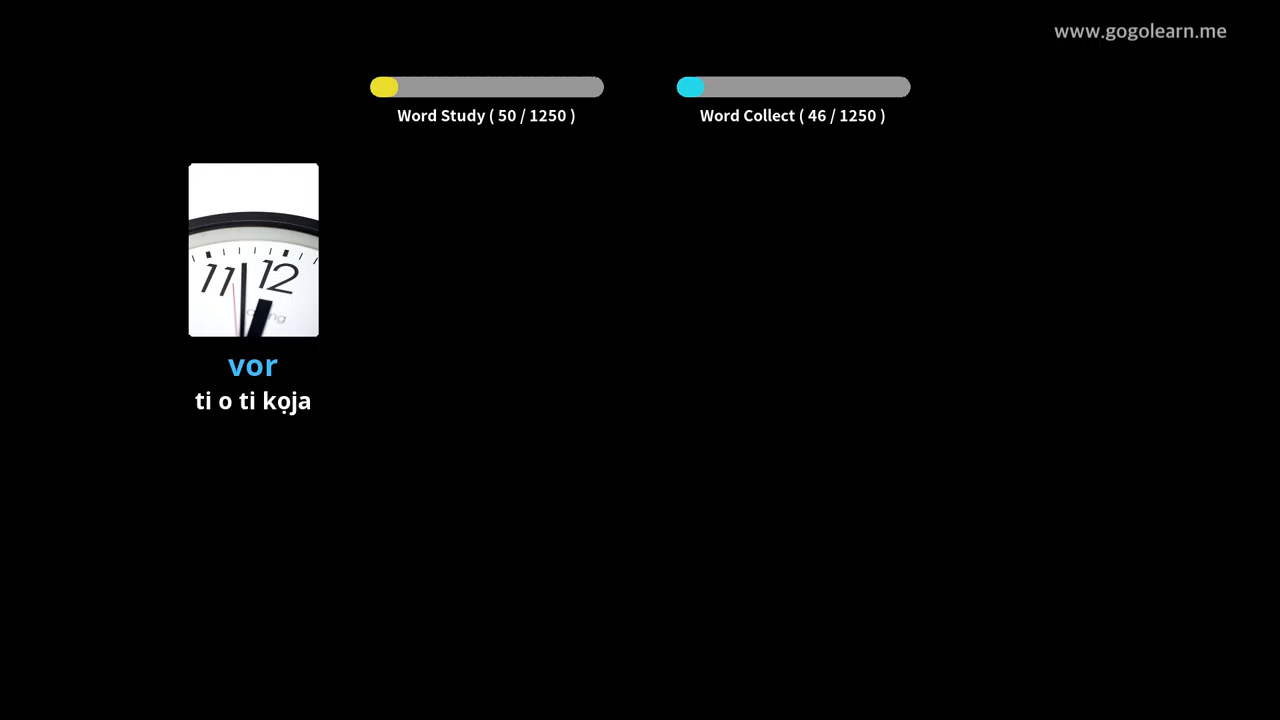 www.gogolearn.me
Word Study ( 50 / 1250 )
Word Collect ( 46 / 1250 )
11 12
vor
ti o ti kọja